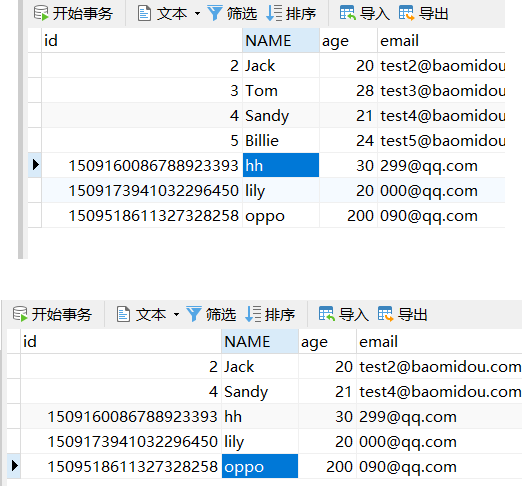 开始事务 文本 筛选 排序 导入 导出
id NAME age email
2 Jack 20 test2@baomidou
3 Tom 28 test3@baomidou
4 Sandy 21 test4@baomidou
5 Billie 24 test5@baomidou
1509160086788923393 hh 30 299@qq.com
1509173941032296450 lily 20 000@qq.com
1509518611327328258 oppo 200 090@qq.com
开始事务 文本 筛选 排序 导入 导出
id NAME age email
2 Jack 20 test2@baomidou.com
4 Sandy 21 test4@baomidou.com
1509160086788923393 hh 30 299@qq.com
1509173941032296450 lily 20 000@qq.com
1509518611327328258 oppo 200 090@qq.com